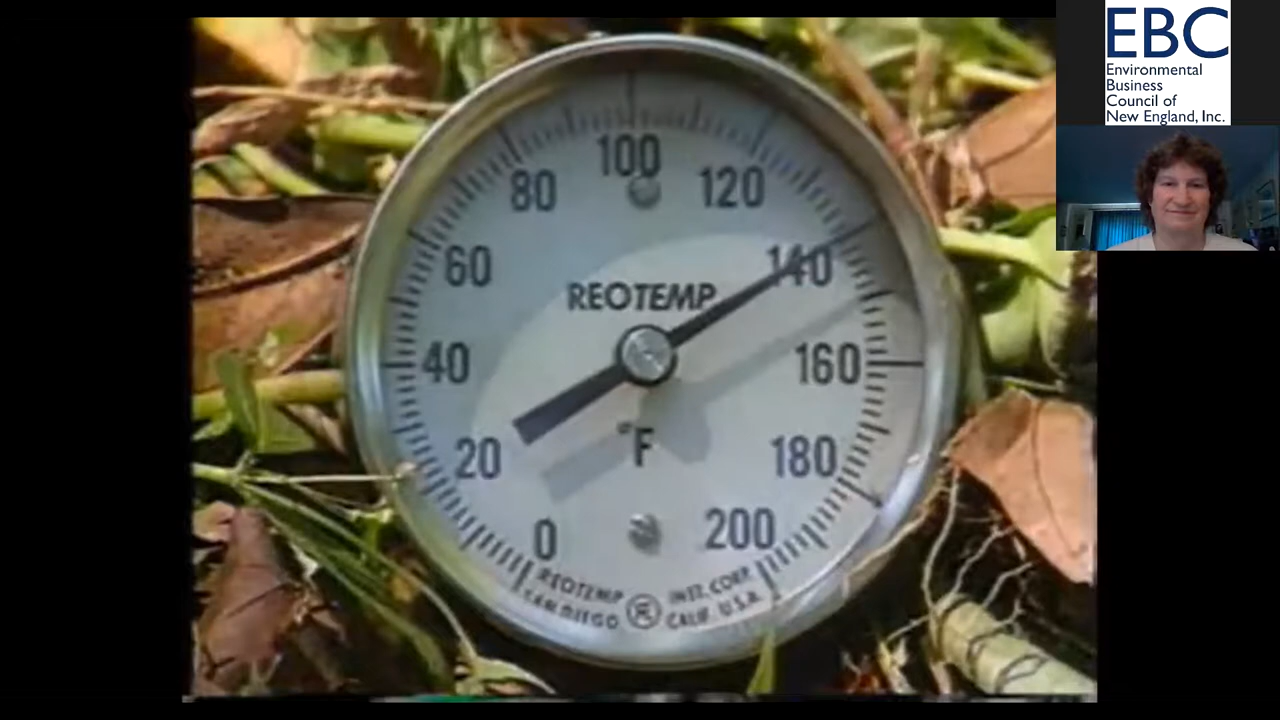 100
80
120
60
140
REOTEMP
40
160
°F
20
180
0
200
REOTEMP INST. CORP.
SAN DIEGO R CALIF. U.S.A.
EBC
Environmental
Business
Council of
New England, Inc.